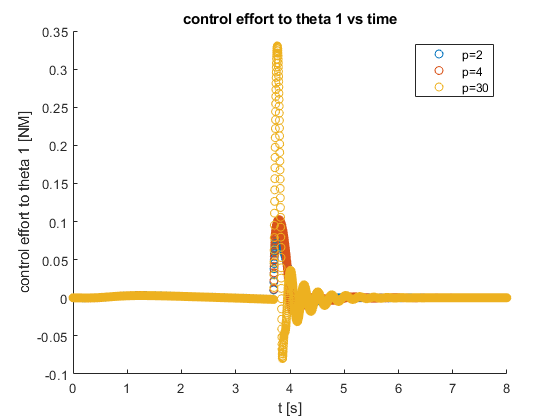 control effort to theta 1 vs time
0.35
0.3
0.25
0.2
0.15
0.1
0.05
0
-0.05
-0.1
control effort to theta 1 [NM]
p=2
p=4
p=30
0 1 2 3 4 5 6 7 8
t [s]